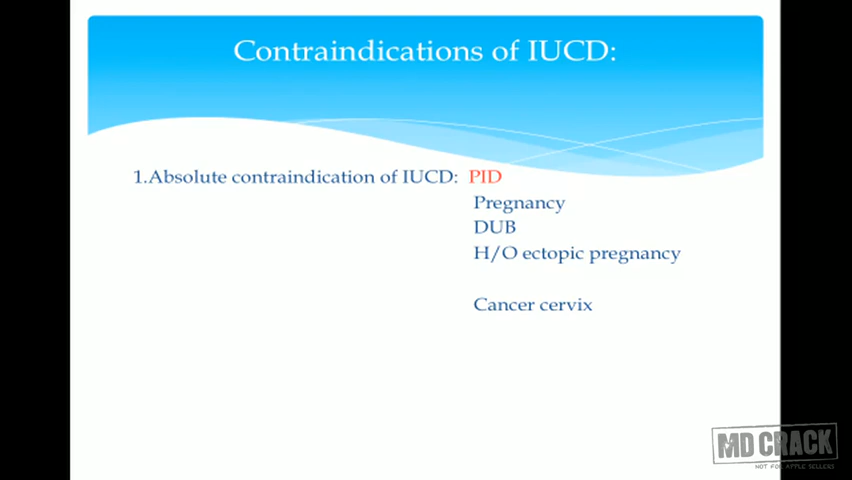 Contraindications of IUCD:
1.Absolute contraindication of IUCD: PID
Pregnancy
DUB
H/O ectopic pregnancy
Cancer cervix
MD CRACK
NOT FOR APPLE SELLERS